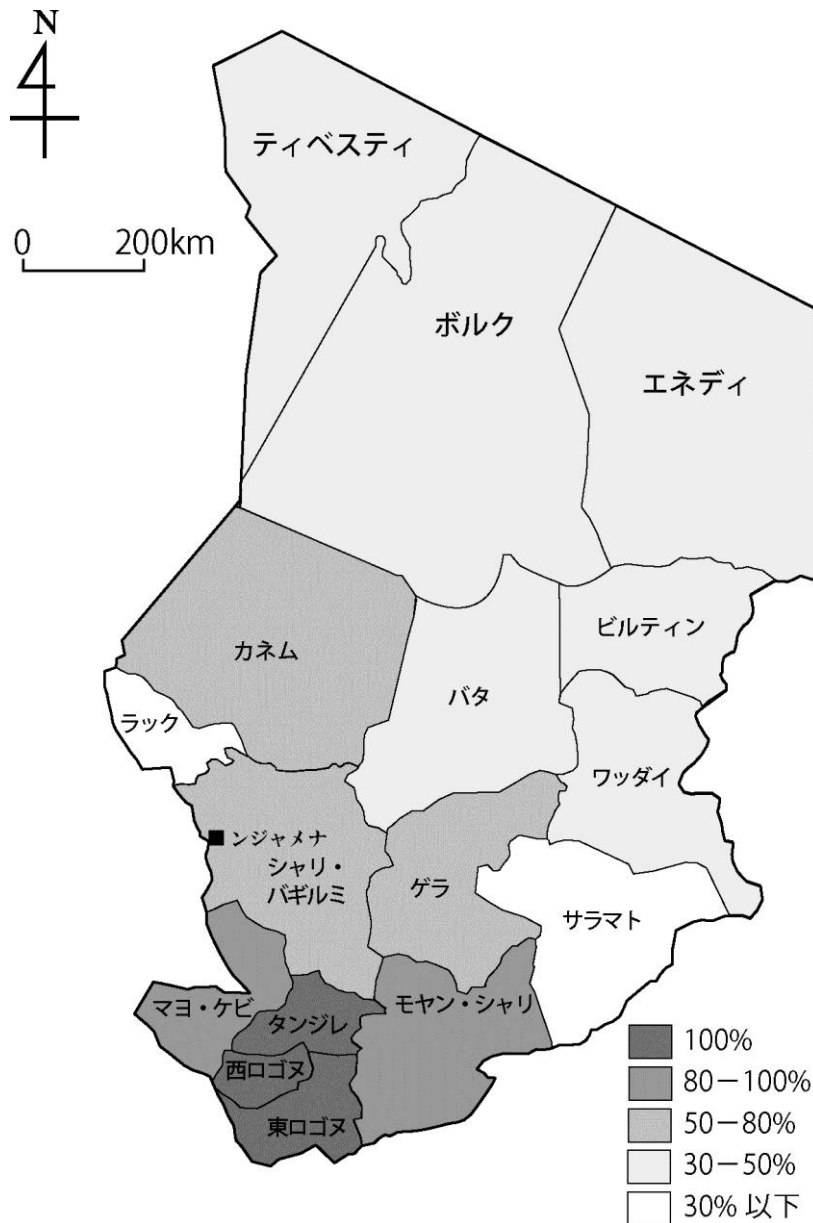 N
0 200km
ティベスティ
ボルク
エネディ
カネム
ビルティン
バタ
ラック
ワッダイ
ンジャメナ
シャリ・
バギルミ
ゲラ
サラマト
マヨ・ケビ
タンジレ
モヤン・シャリ
西ロゴヌ
東ロゴヌ
100%
80－100%
50－80%
30－50%
30% 以下